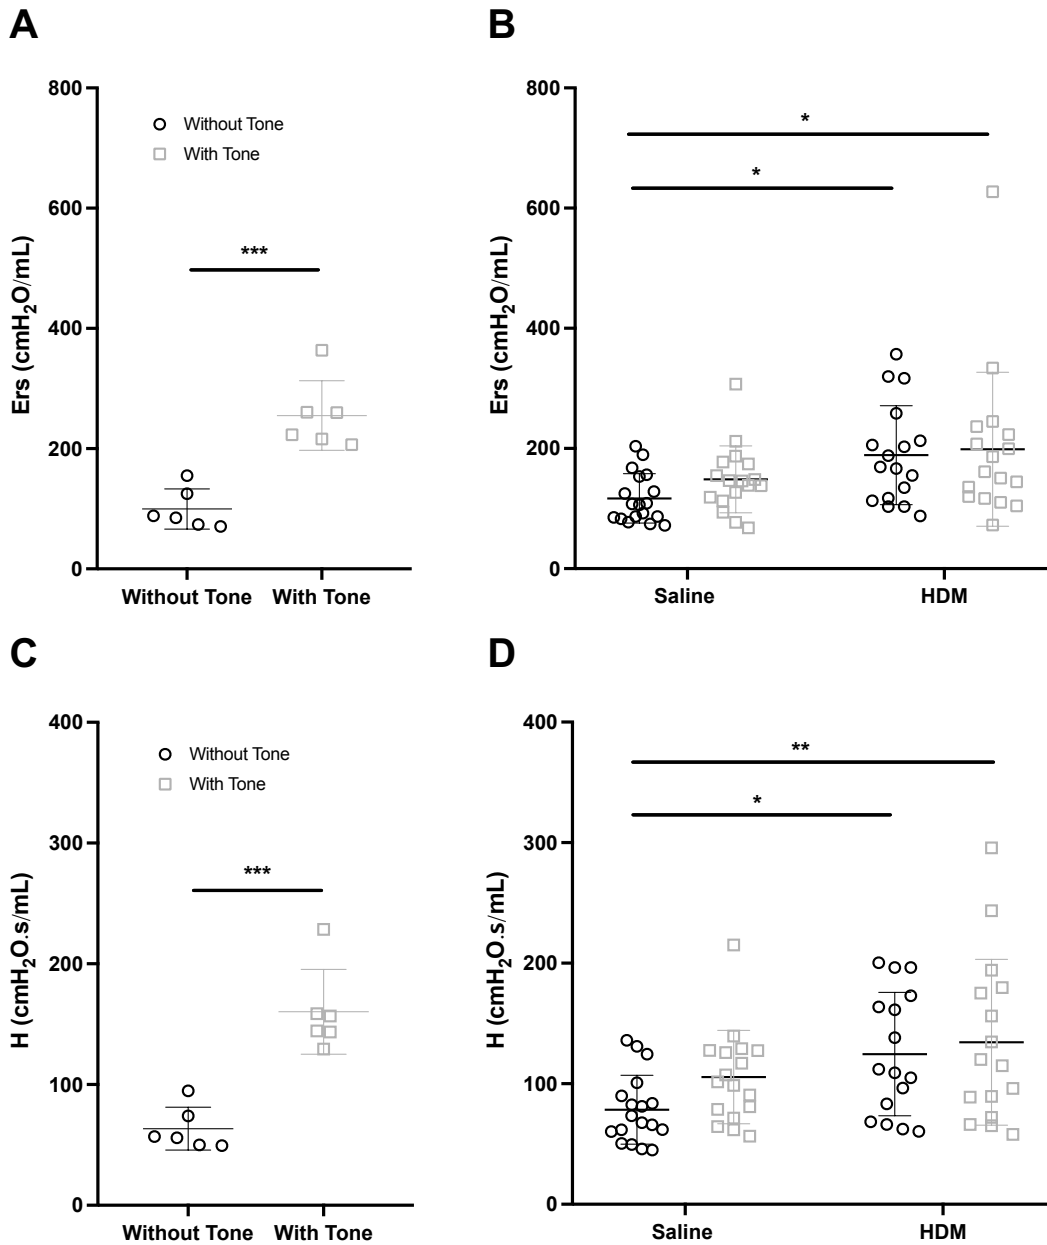 A
800
600
400
200
0
Ers (cmH₂O/mL)
Without Tone
With Tone
***
Without Tone With Tone
B
800
600
400
200
0
Ers (cmH₂O/mL)
*
*
Saline HDM
C
400
300
200
100
0
H (cmH₂O.s/mL)
Without Tone
With Tone
***
Without Tone With Tone
D
400
300
200
100
0
H (cmH₂O.s/mL)
**
*
Saline HDM